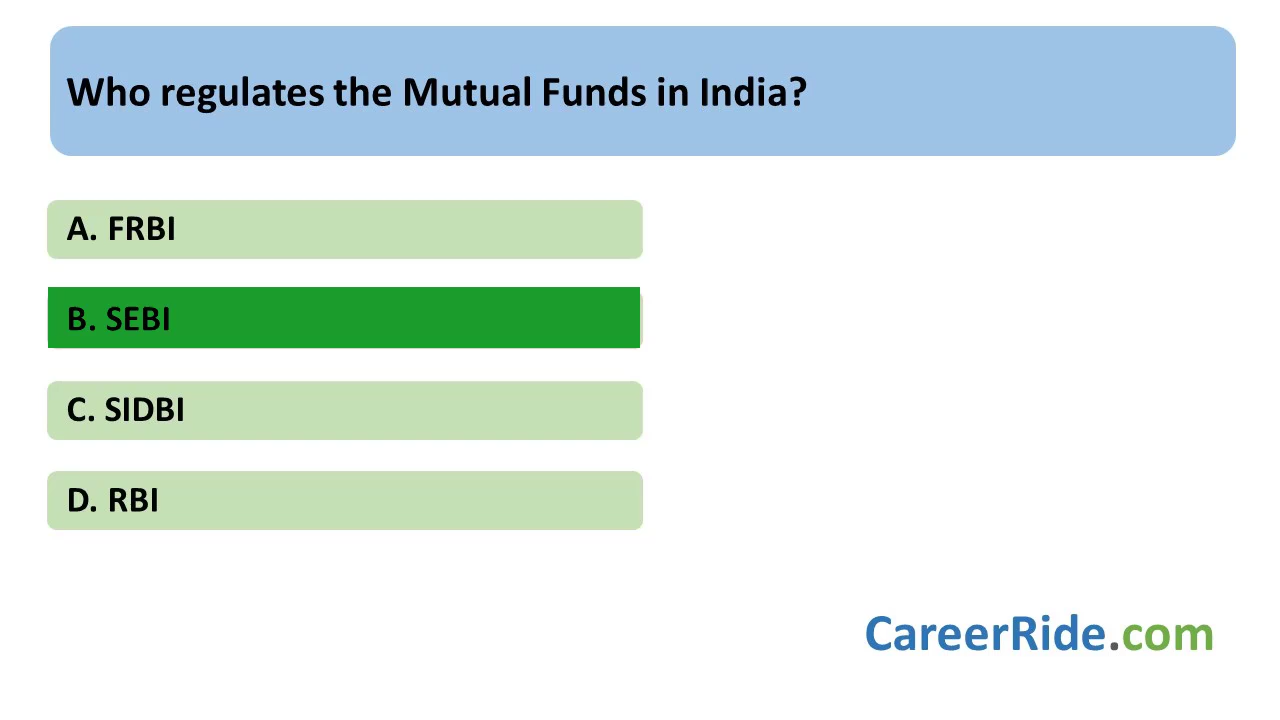 Who regulates the Mutual Funds in India?
A. FRBI
B. SEBI
C. SIDBI
D. RBI
CareerRide.com